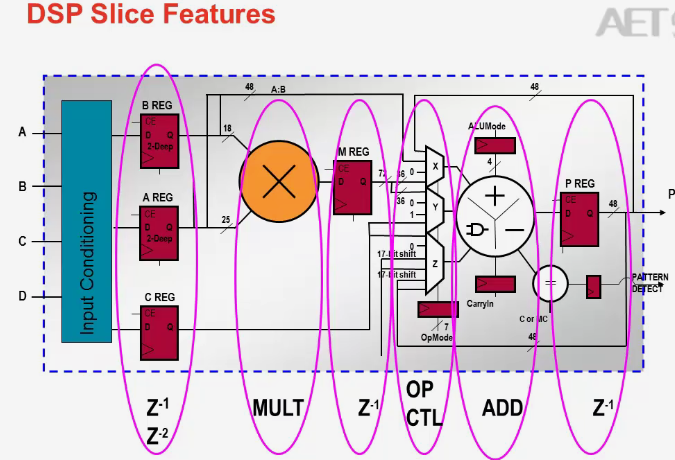 DSP Slice Features
AET
48
A:B
48
B REG
CE
D Q
2-Deep
18
ALUMode
4
M REG
CE
D Q
72
36
0
X
36
0
1
Y
P REG
CE
D Q
48
P
A
B
C
D
Input Conditioning
A REG
CE
D Q
2-Deep
25
0
17-bit shift
17-bit shift
Z
CarryIn
=
C or MC
PATTERN
DETECT
C REG
CE
D Q
7
OpMode
48
Z-1
Z-2
MULT
Z-1
OP
CTL
ADD
Z-1